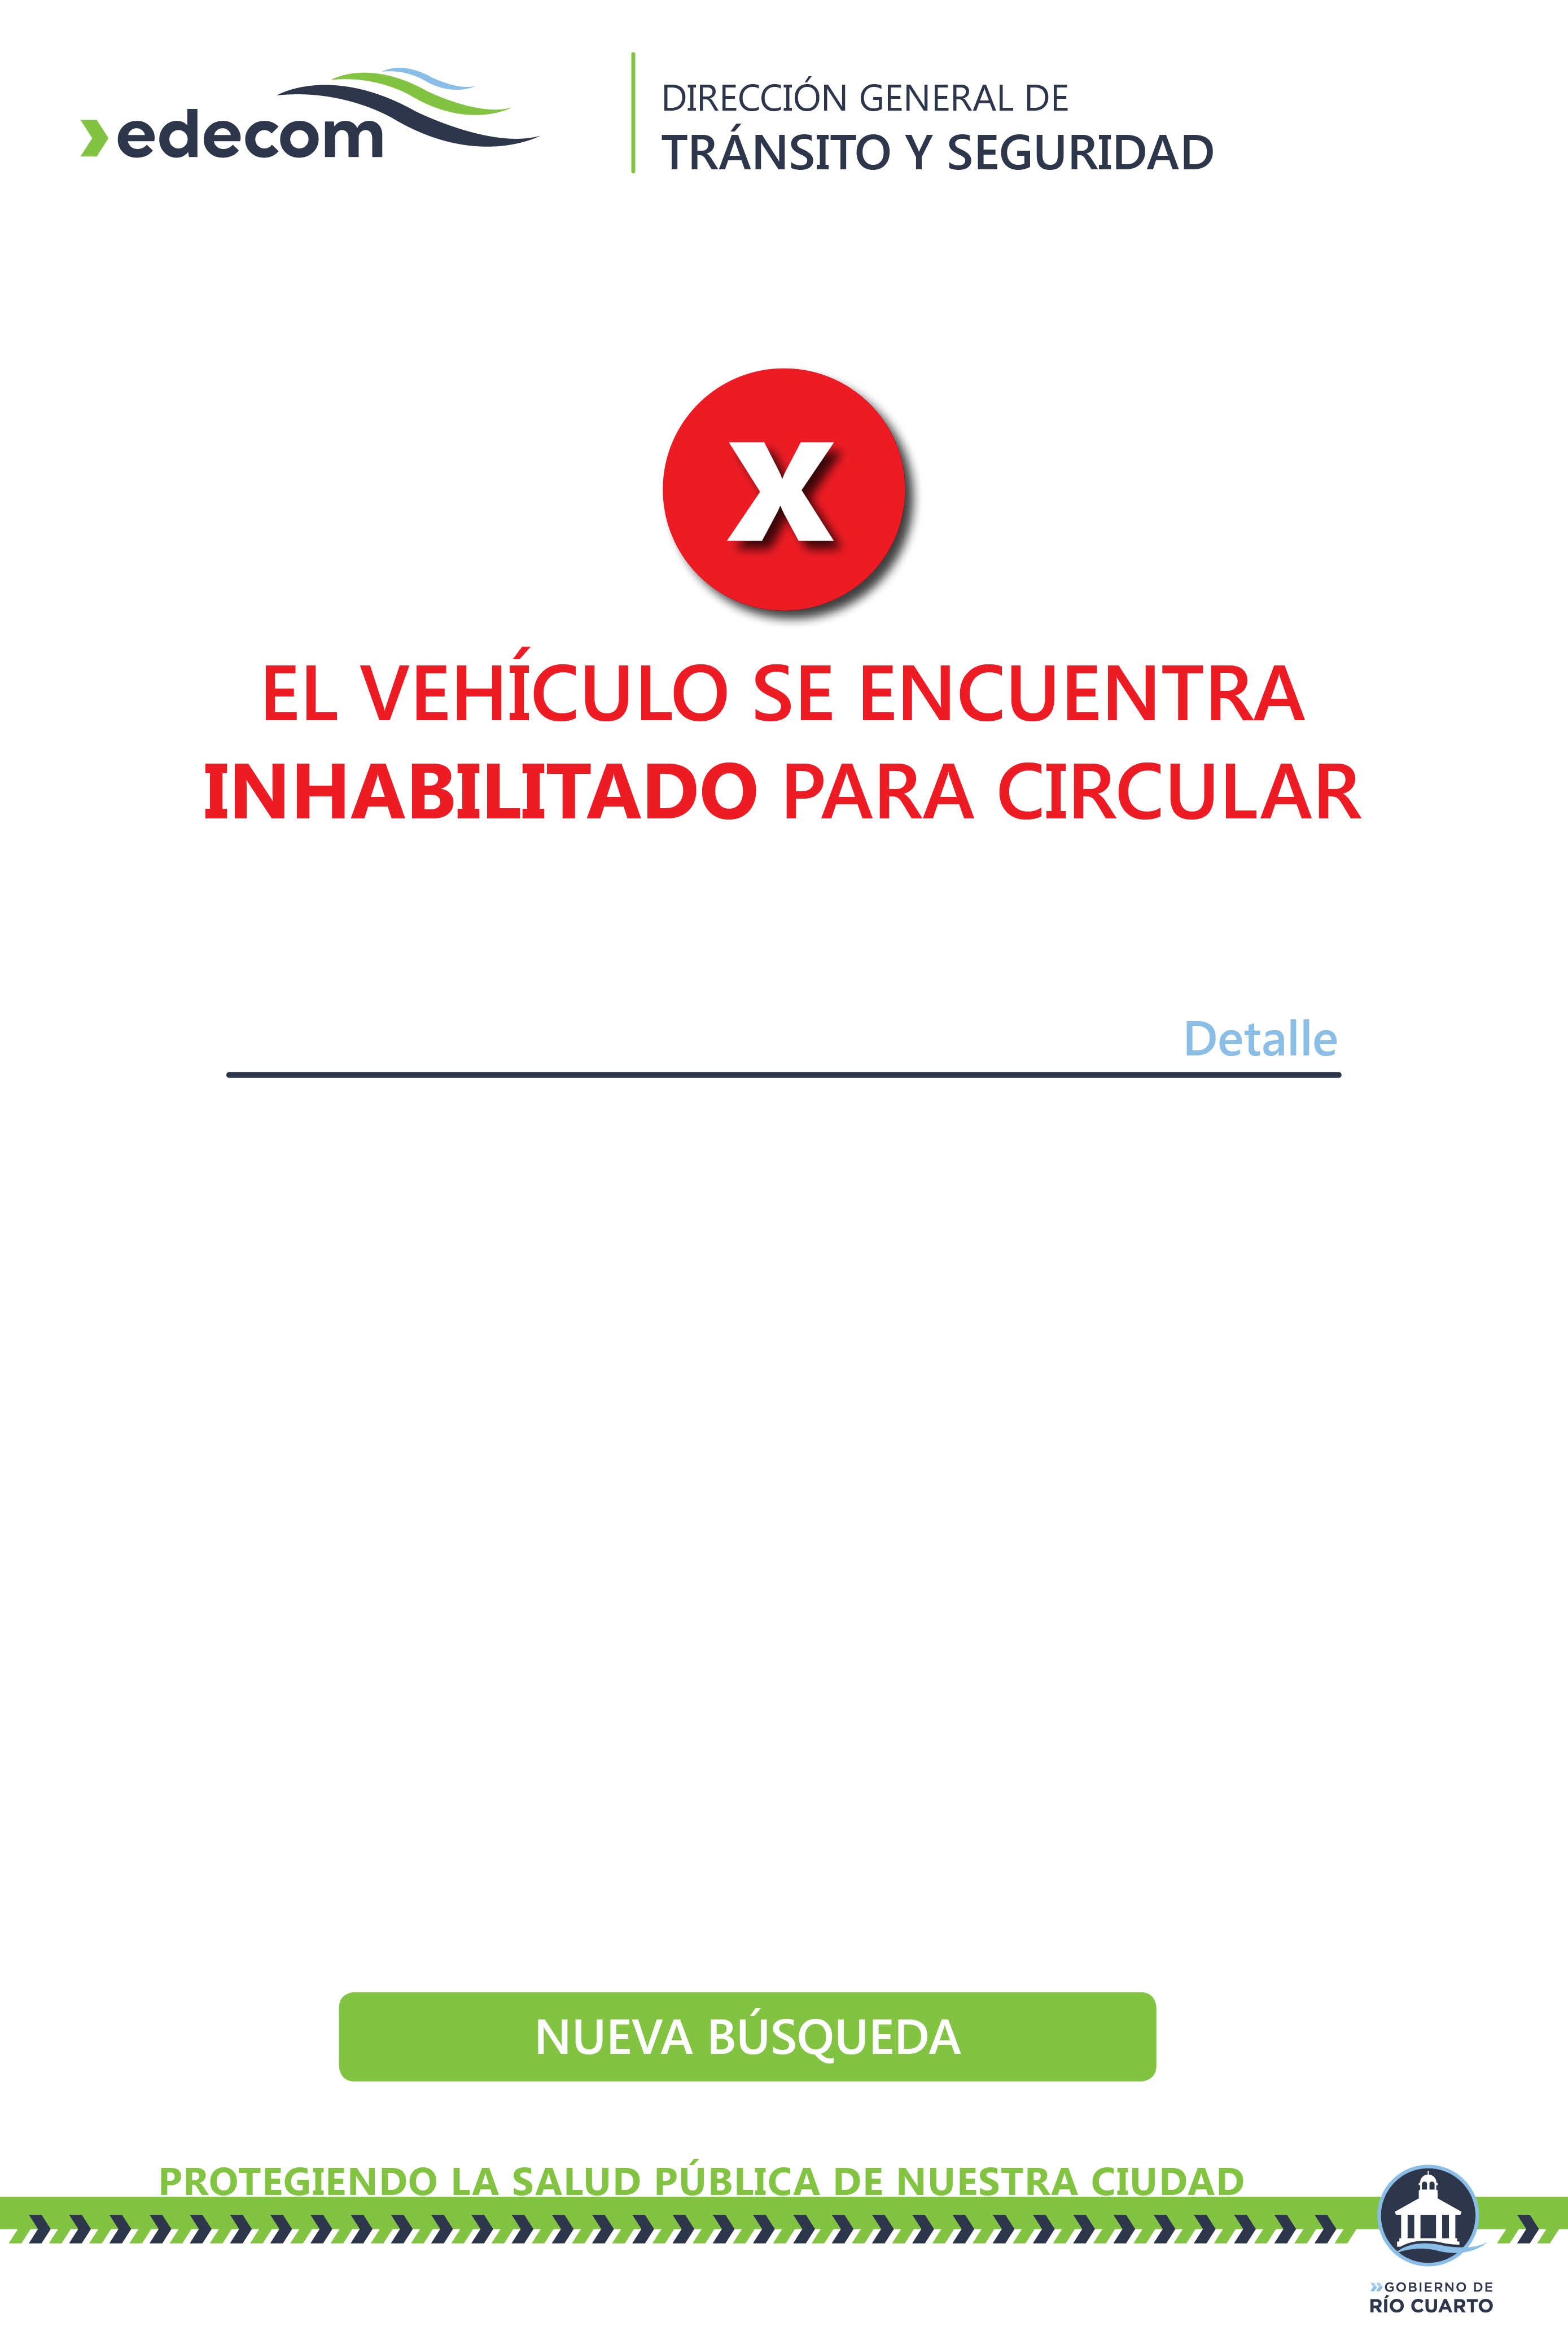 edecom
DIRECCIÓN GENERAL DE
TRÁNSITO Y SEGURIDAD
X
EL VEHÍCULO SE ENCUENTRA
INHABILITADO PARA CIRCULAR
Detalle
NUEVA BÚSQUEDA
PROTEGIENDO LA SALUD PÚBLICA DE NUESTRA CIUDAD
GOBIERNO DE
RÍO CUARTO